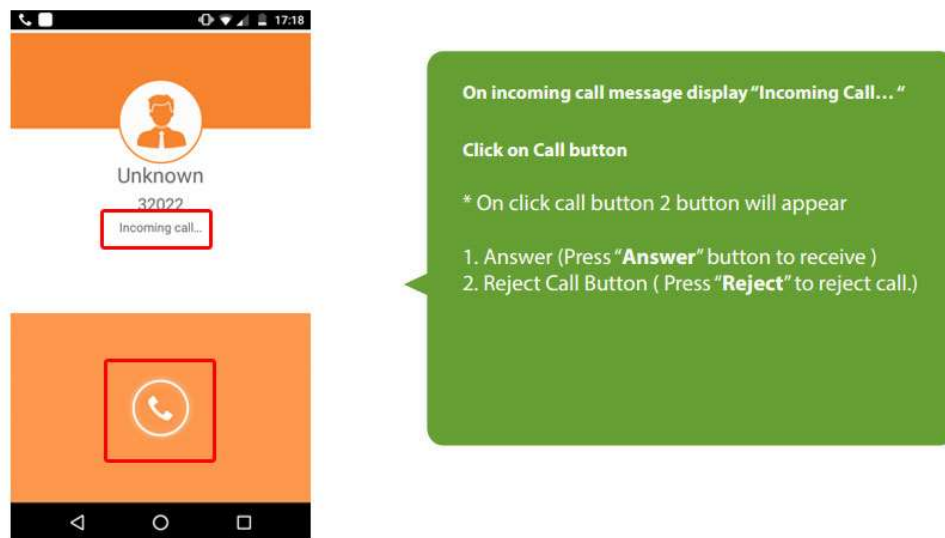 17:18
Unknown
32022
Incoming call...
On incoming call message display “Incoming Call... “
Click on Call button
* On click call button 2 button will appear
1. Answer (Press “Answer” button to receive )
2. Reject Call Button ( Press “Reject” to reject call.)